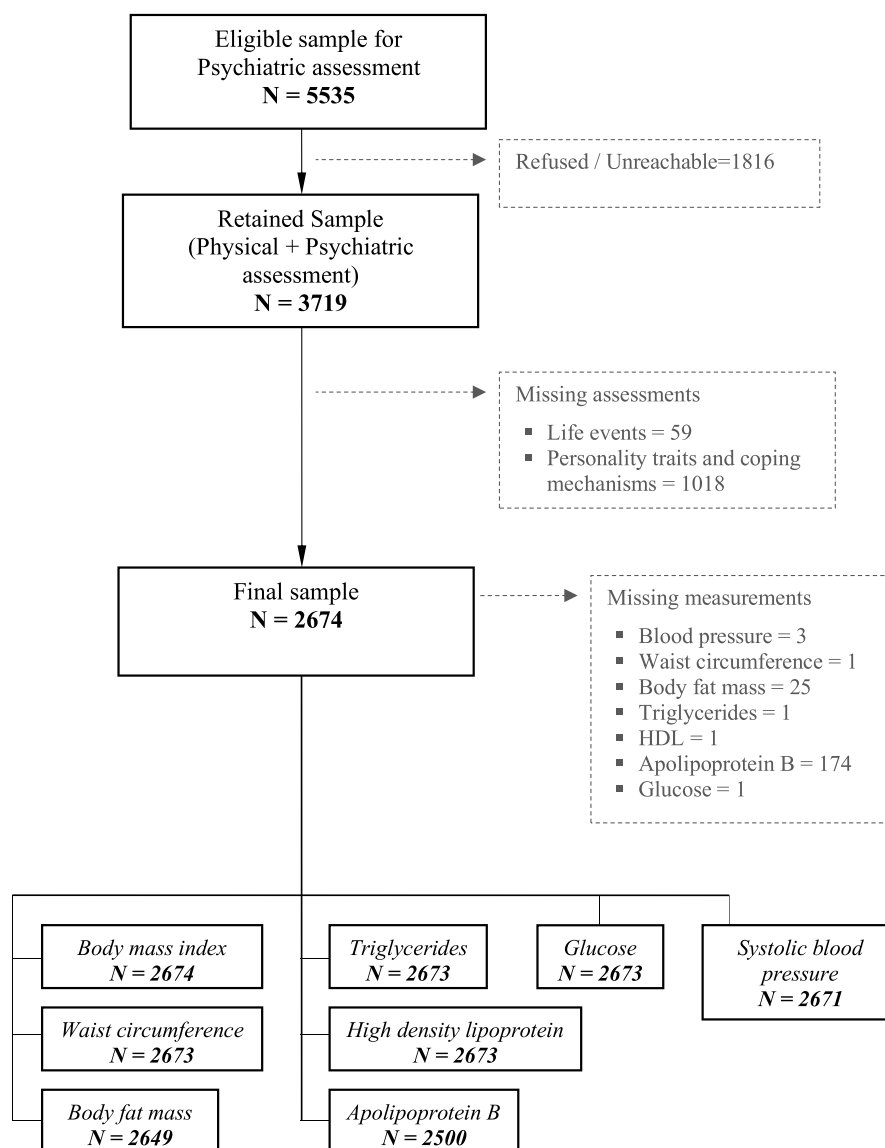 Eligible sample for
Psychiatric assessment
N = 5535
Refused / Unreachable=1816
Retained Sample
(Physical + Psychiatric
assessment)
N = 3719
Missing assessments
▪ Life events = 59
▪ Personality traits and coping
mechanisms = 1018
Final sample
N = 2674
Missing measurements
▪ Blood pressure = 3
▪ Waist circumference = 1
▪ Body fat mass = 25
▪ Triglycerides = 1
▪ HDL = 1
▪ Apolipoprotein B = 174
▪ Glucose = 1
Body mass index
N = 2674
Triglycerides
N = 2673
Glucose
N = 2673
Systolic blood
pressure
N = 2671
Waist circumference
N = 2673
High density lipoprotein
N = 2673
Body fat mass
N = 2649
Apolipoprotein B
N = 2500